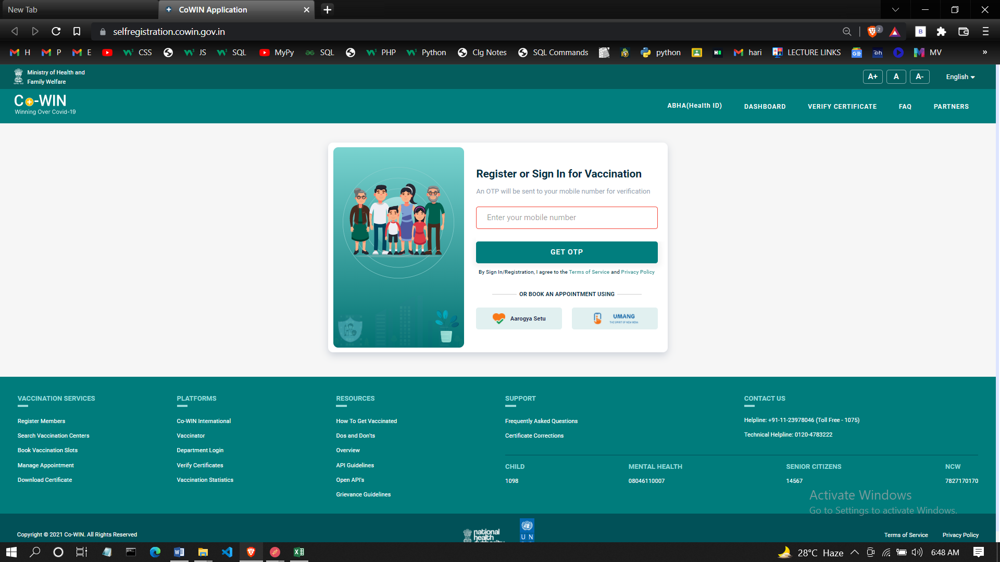 New Tab
CoWIN Application
selfregistration.cowin.gov.in
2
B
H P E CSS JS SQL MyPy SQL PHP Python Clg Notes SQL Commands python hari LECTURE LINKS MV »
Ministry of Health and
Family Welfare
A+ A A- English
Co-WIN
Winning Over Covid-19
ABHA(Health ID) DASHBOARD VERIFY CERTIFICATE FAQ PARTNERS
Register or Sign In for Vaccination
An OTP will be sent to your mobile number for verification
Enter your mobile number
GET OTP
By Sign In/Registration, I agree to the Terms of Service and Privacy Policy
OR BOOK AN APPOINTMENT USING
Aarogya Setu
UMANG
THE SPIRIT OF NEW INDIA
VACCINATION SERVICES
Register Members
Search Vaccination Centers
Book Vaccination Slots
Manage Appointment
Download Certificate
PLATFORMS
Co-WIN International
Vaccinator
Department Login
Verify Certificates
Vaccination Statistics
RESOURCES
How To Get Vaccinated
Dos and Don'ts
Overview
API Guidelines
Open API's
Grievance Guidelines
SUPPORT
Frequently Asked Questions
Certificate Corrections
CONTACT US
Helpline: +91-11-23978046 (Toll Free - 1075)
Technical Helpline: 0120-4783222
CHILD
1098
MENTAL HEALTH
08046110007
SENIOR CITIZENS
14567
NCW
7827170170
Activate Windows
Go to Settings to activate Windows.
Copyright © 2021 Co-WIN. All Rights Reserved
national
health
U N
Terms of Service Privacy Policy
28°C Haze 6:48 AM